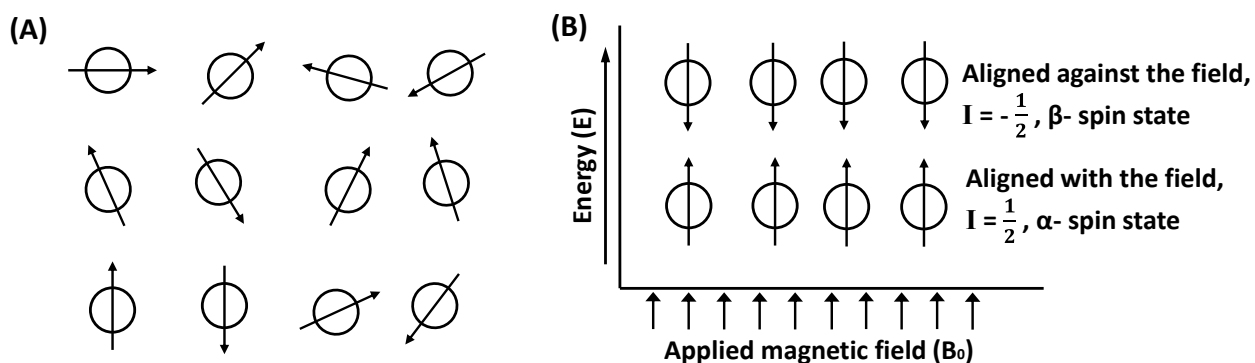 (A)
(B)
Energy (E)
Aligned against the field,
I = - 1/2 , β- spin state
Aligned with the field,
I = 1/2 , α- spin state
Applied magnetic field (B₀)